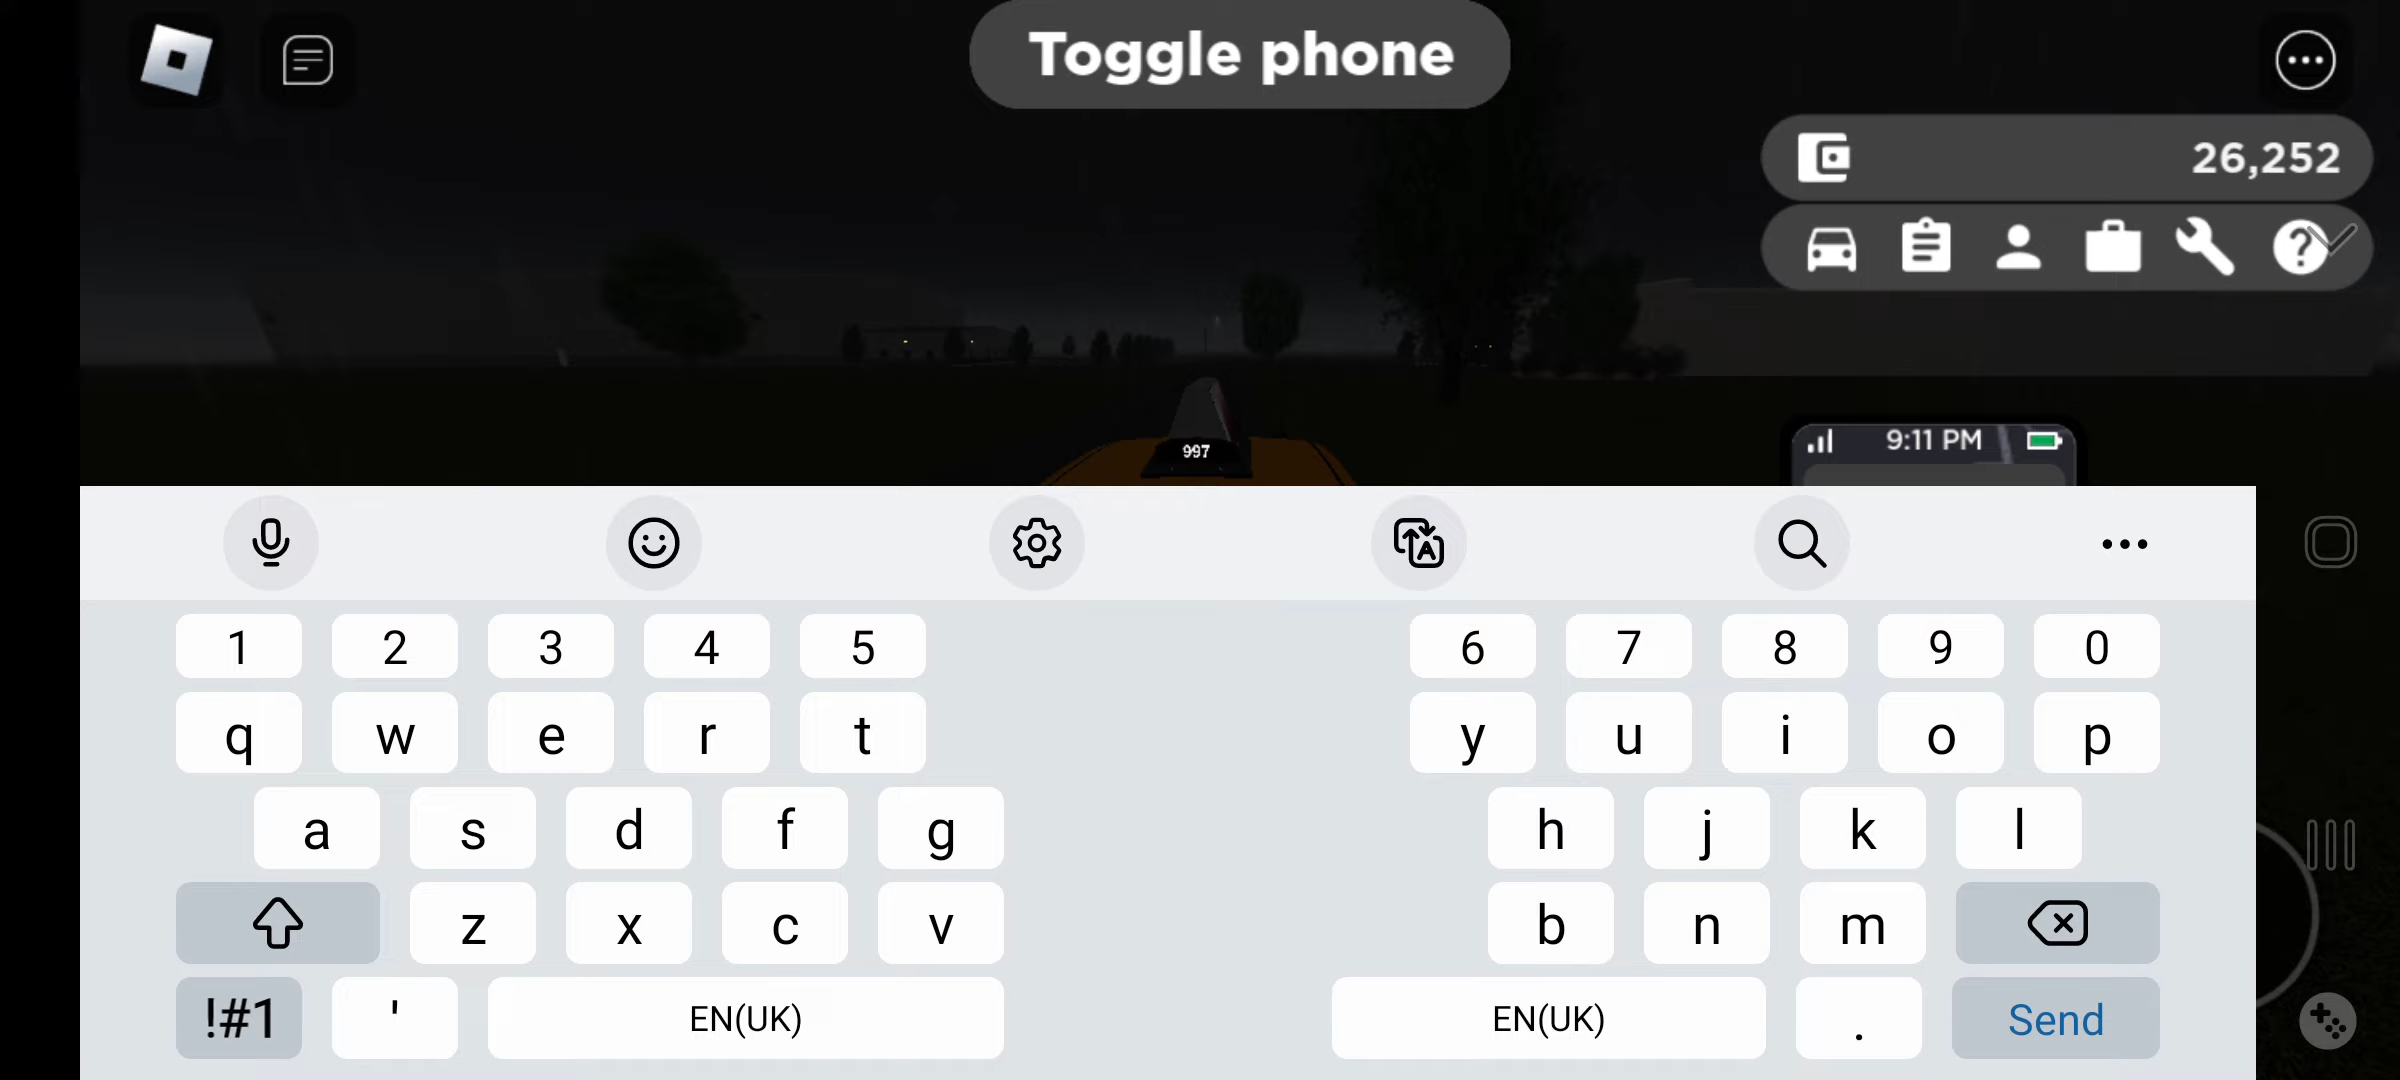 Toggle phone
26,252
997
9:11 PM
1 2 3 4 5 6 7 8 9 0
q w e r t y u i o p
a s d f g h j k l
z x c v b n m
!#1 ' EN(UK) EN(UK) . Send